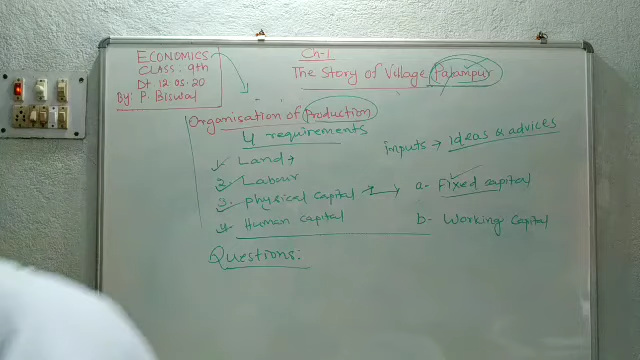 ECONOMICS
CLASS. 9th
Dt 12.05.20
By: P. Biswal
Ch-1
The Story of Village Palampur
Organisation of Production
4 requirements
1. Land →
2. Labour
3. Physical capital →
4. Human capital
inputs → Ideas & advices
a- Fixed capital
b- Working Capital
Questions: